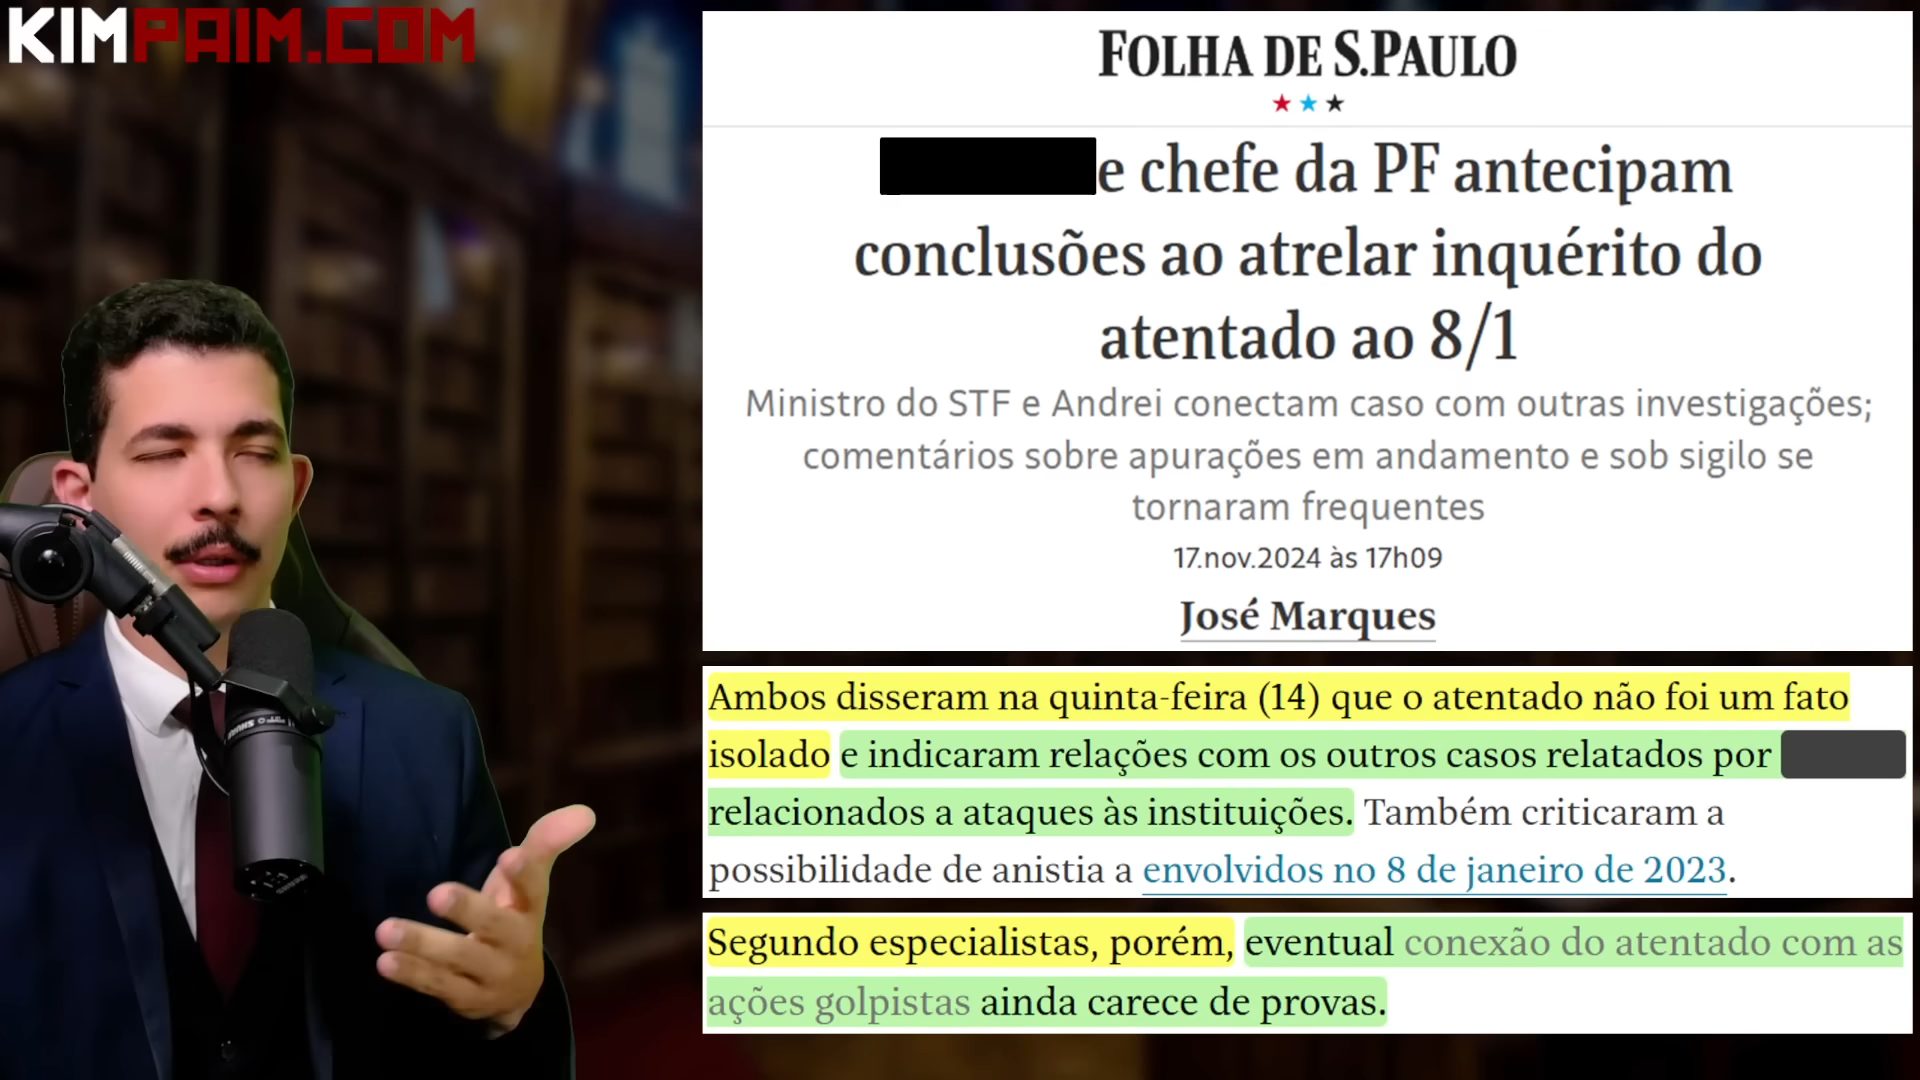 KIMPAIM.COM
FOLHA DE S.PAULO
e chefe da PF antecipam
conclusões ao atrelar inquérito do
atentado ao 8/1
Ministro do STF e Andrei conectam caso com outras investigações;
comentários sobre apurações em andamento e sob sigilo se
tornaram frequentes
17.nov.2024 às 17h09
José Marques
Ambos disseram na quinta-feira (14) que o atentado não foi um fato
isolado e indicaram relações com os outros casos relatados por
relacionados a ataques às instituições. Também criticaram a
possibilidade de anistia a envolvidos no 8 de janeiro de 2023.
Segundo especialistas, porém, eventual conexão do atentado com as
ações golpistas ainda carece de provas.